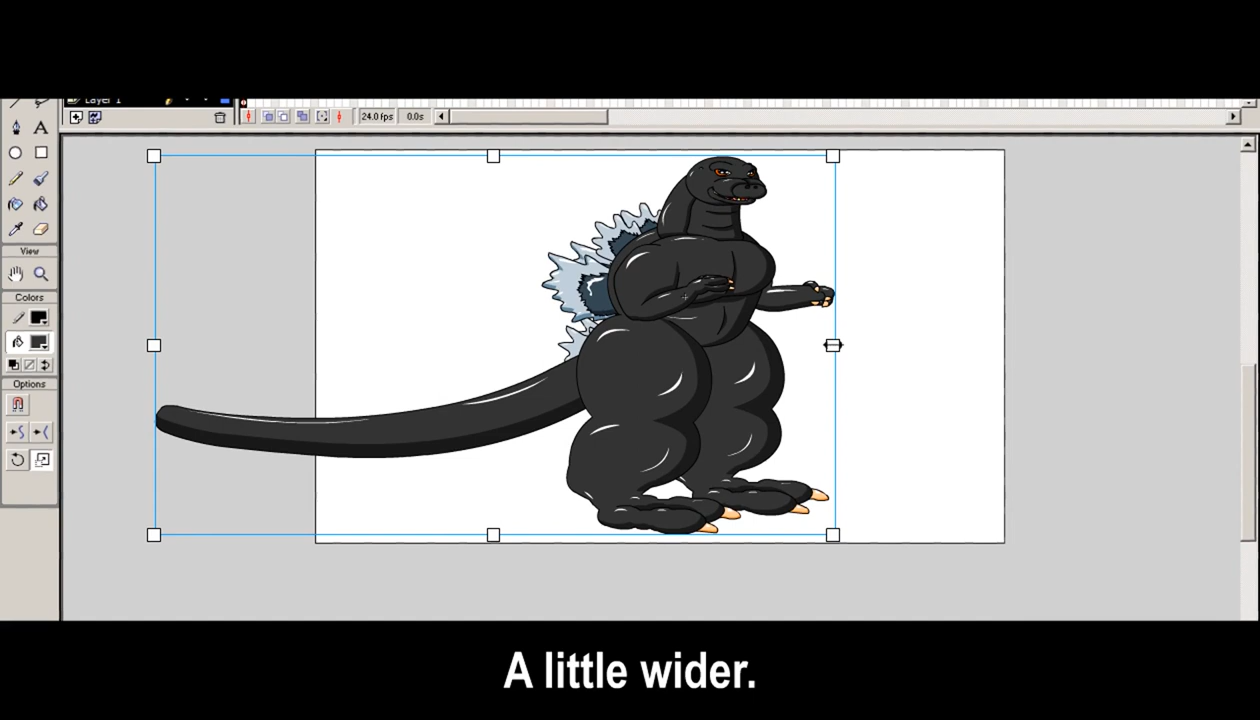 Layer 1
24.0 fps
0.0s
A
View
Colors
Options
A little wider.